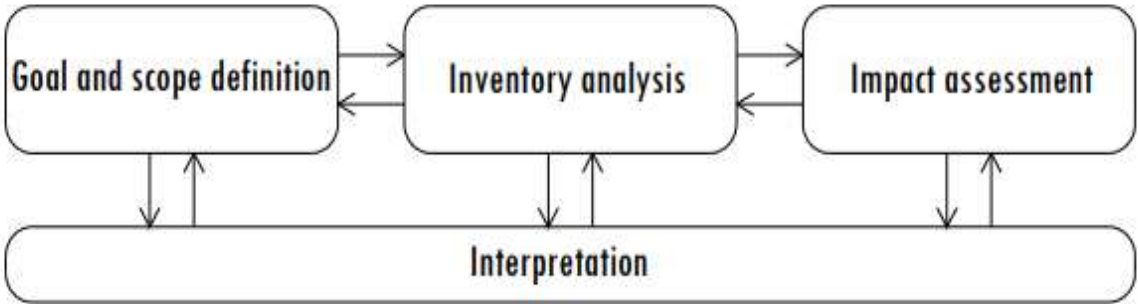 Goal and scope definition
Inventory analysis
Impact assessment
Interpretation